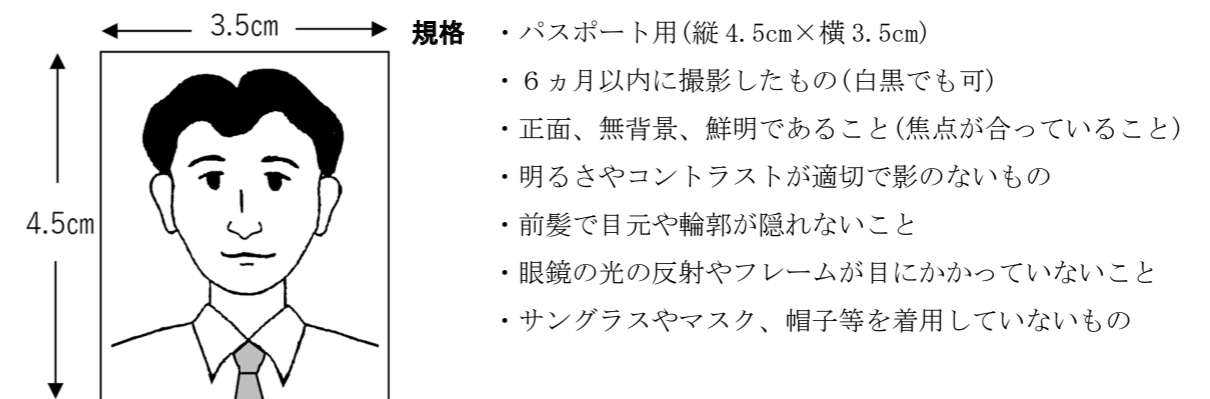 3.5㎝
4.5㎝
規格 ・パスポート用(縦 4.5㎝×横 3.5㎝)
・６ヵ月以内に撮影したもの(白黒でも可)
・正面、無背景、鮮明であること(焦点が合っていること)
・明るさやコントラストが適切で影のないもの
・前髪で目元や輪郭が隠れないこと
・眼鏡の光の反射やフレームが目にかかっていないこと
・サングラスやマスク、帽子等を着用していないもの